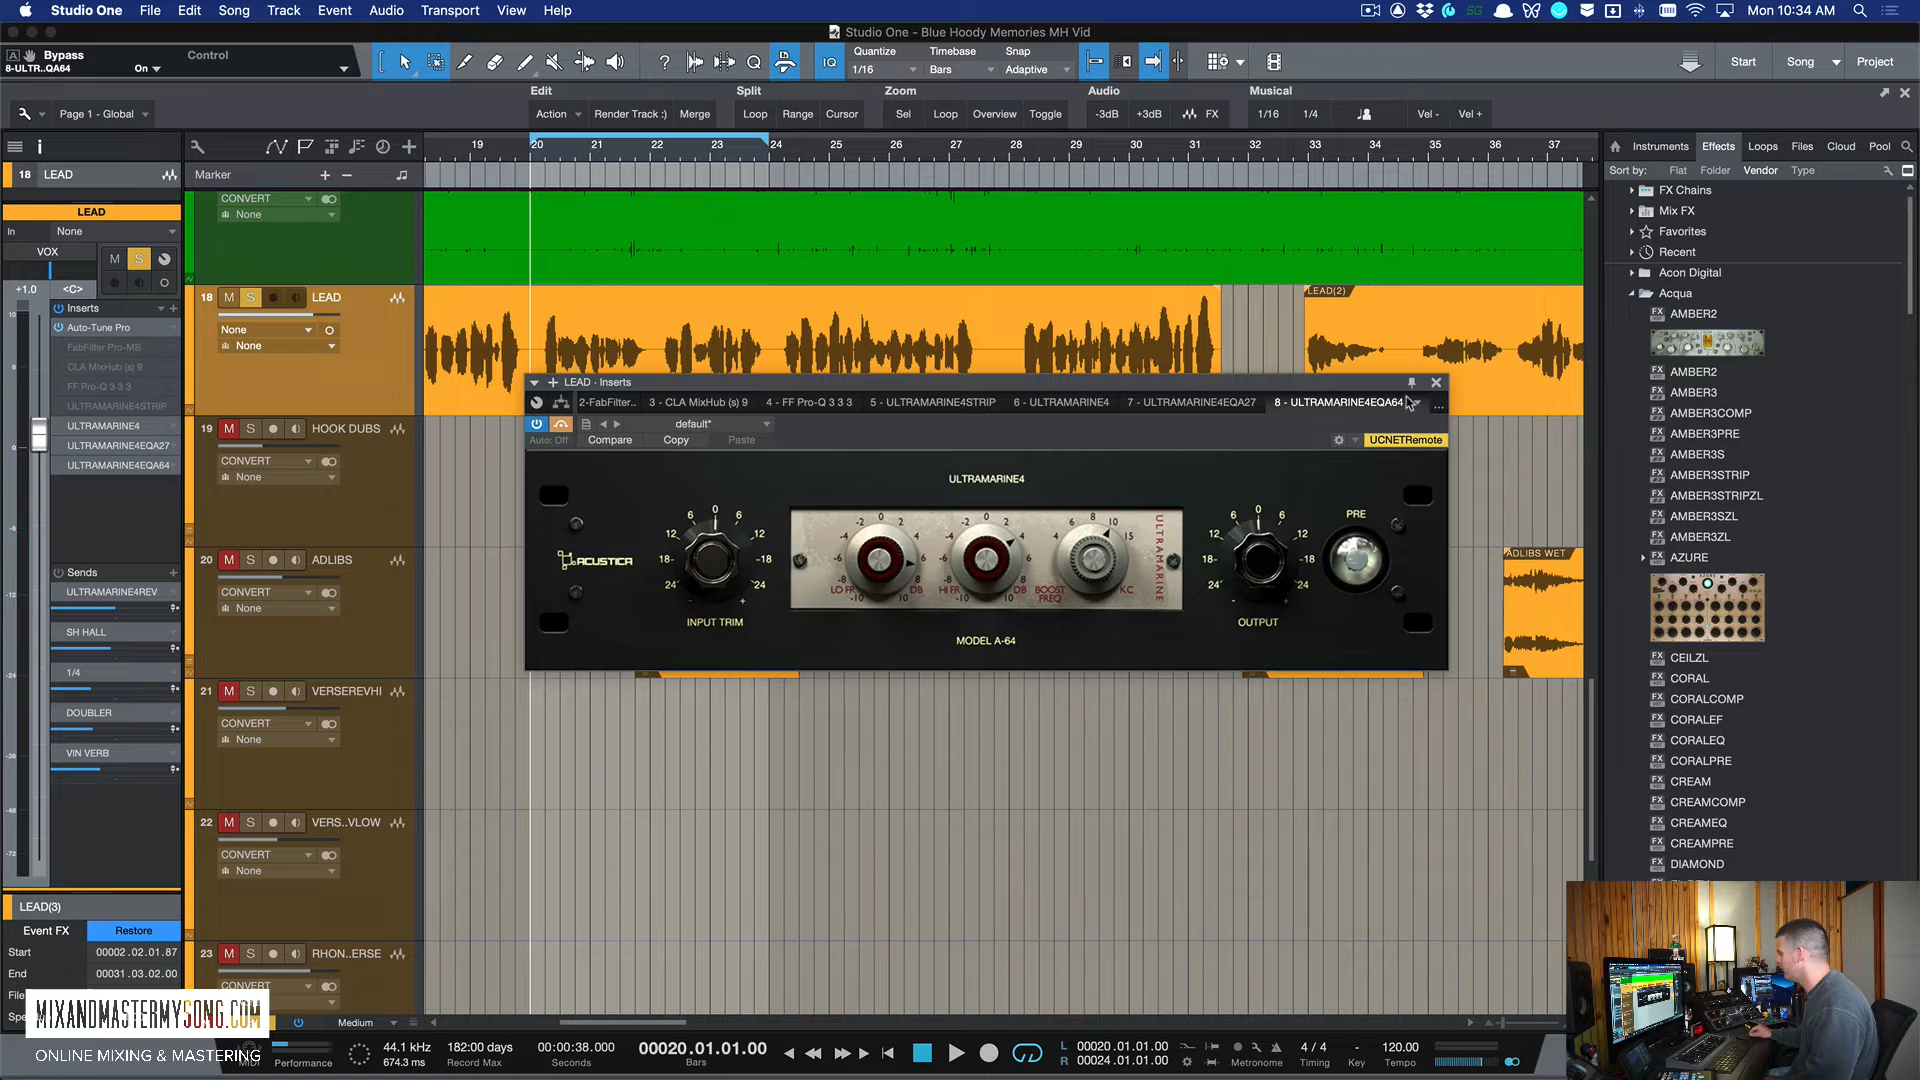 Studio One File Edit Song Track Event Audio Transport View Help
Mon 10:34 AM
Studio One - Blue Hoody Memories MH Vid
Bypass
8-ULTR..QA64
On
Control
Quantize
1/16
Timebase
Bars
Snap
Adaptive
IQ
Start Song Project
Page 1 - Global
Edit
Action Render Track :) Merge
Split
Loop Range Cursor
Zoom
Sel Loop Overview Toggle
Audio
-3dB +3dB FX
Musical
1/16 1/4 Vel - Vel +
19 20 21 22 23 24 25 26 27 28 29 30 31 32 33 34 35 36 37
Marker
18 LEAD
LEAD
In None
VOX
M S
+1.0 <C>
Inserts
Auto-Tune Pro
FabFilter Pro-MB
CLA MixHub (s) 9
FF Pro-Q 3 3 3
ULTRAMARINE4STRIP
ULTRAMARINE4
ULTRAMARINE4EQA27
ULTRAMARINE4EQA64
Sends
ULTRAMARINE4REV
SH HALL
1/4
DOUBLER
VIN VERB
LEAD(3)
Event FX Restore
Start 00002.02.01.87
End 00031.03.02.00
CONVERT
None
18 M S LEAD
None
None
19 M S HOOK DUBS
CONVERT
None
20 M S ADLIBS
CONVERT
None
21 M S VERSEREVHI
CONVERT
None
22 M S VERS..VLOW
CONVERT
None
23 M S RHON..ERSE
CONVERT
None
LEAD(2)
ADLIBS WET
LEAD - Inserts
2-FabFilter.. 3 - CLA MixHub (s) 9 4 - FF Pro-Q 3 3 3 5 - ULTRAMARINE4STRIP 6 - ULTRAMARINE4 7 - ULTRAMARINE4EQA27 8 - ULTRAMARINE4EQA64
default*
Auto: Off Compare Copy Paste
UCNETRemote
ULTRAMARINE4
ACUSTICA
INPUT TRIM
LO FR DB
HI FR DB
BOOST FREQ KC
ULTRAMARINE
OUTPUT
PRE
MODEL A-64
Instruments Effects Loops Files Cloud Pool
Sort by: Flat Folder Vendor Type
FX Chains
Mix FX
Favorites
Recent
Acon Digital
Acqua
AMBER2
AMBER2
AMBER3
AMBER3COMP
AMBER3PRE
AMBER3S
AMBER3STRIP
AMBER3STRIPZL
AMBER3SZL
AMBER3ZL
AZURE
CEILZL
CORAL
CORALCOMP
CORALEF
CORALEQ
CORALPRE
CREAM
CREAMCOMP
CREAMEQ
CREAMPRE
DIAMOND
MIXANDMASTERMYSONG.COM
ONLINE MIXING & MASTERING
Medium
MIDI Performance
44.1 kHz
674.3 ms
182:00 days
Record Max
00:00:38.000
Seconds
00020.01.01.00
Bars
L 00020.01.01.00
R 00024.01.01.00
Metronome
4 / 4
Timing
-
Key
120.00
Tempo